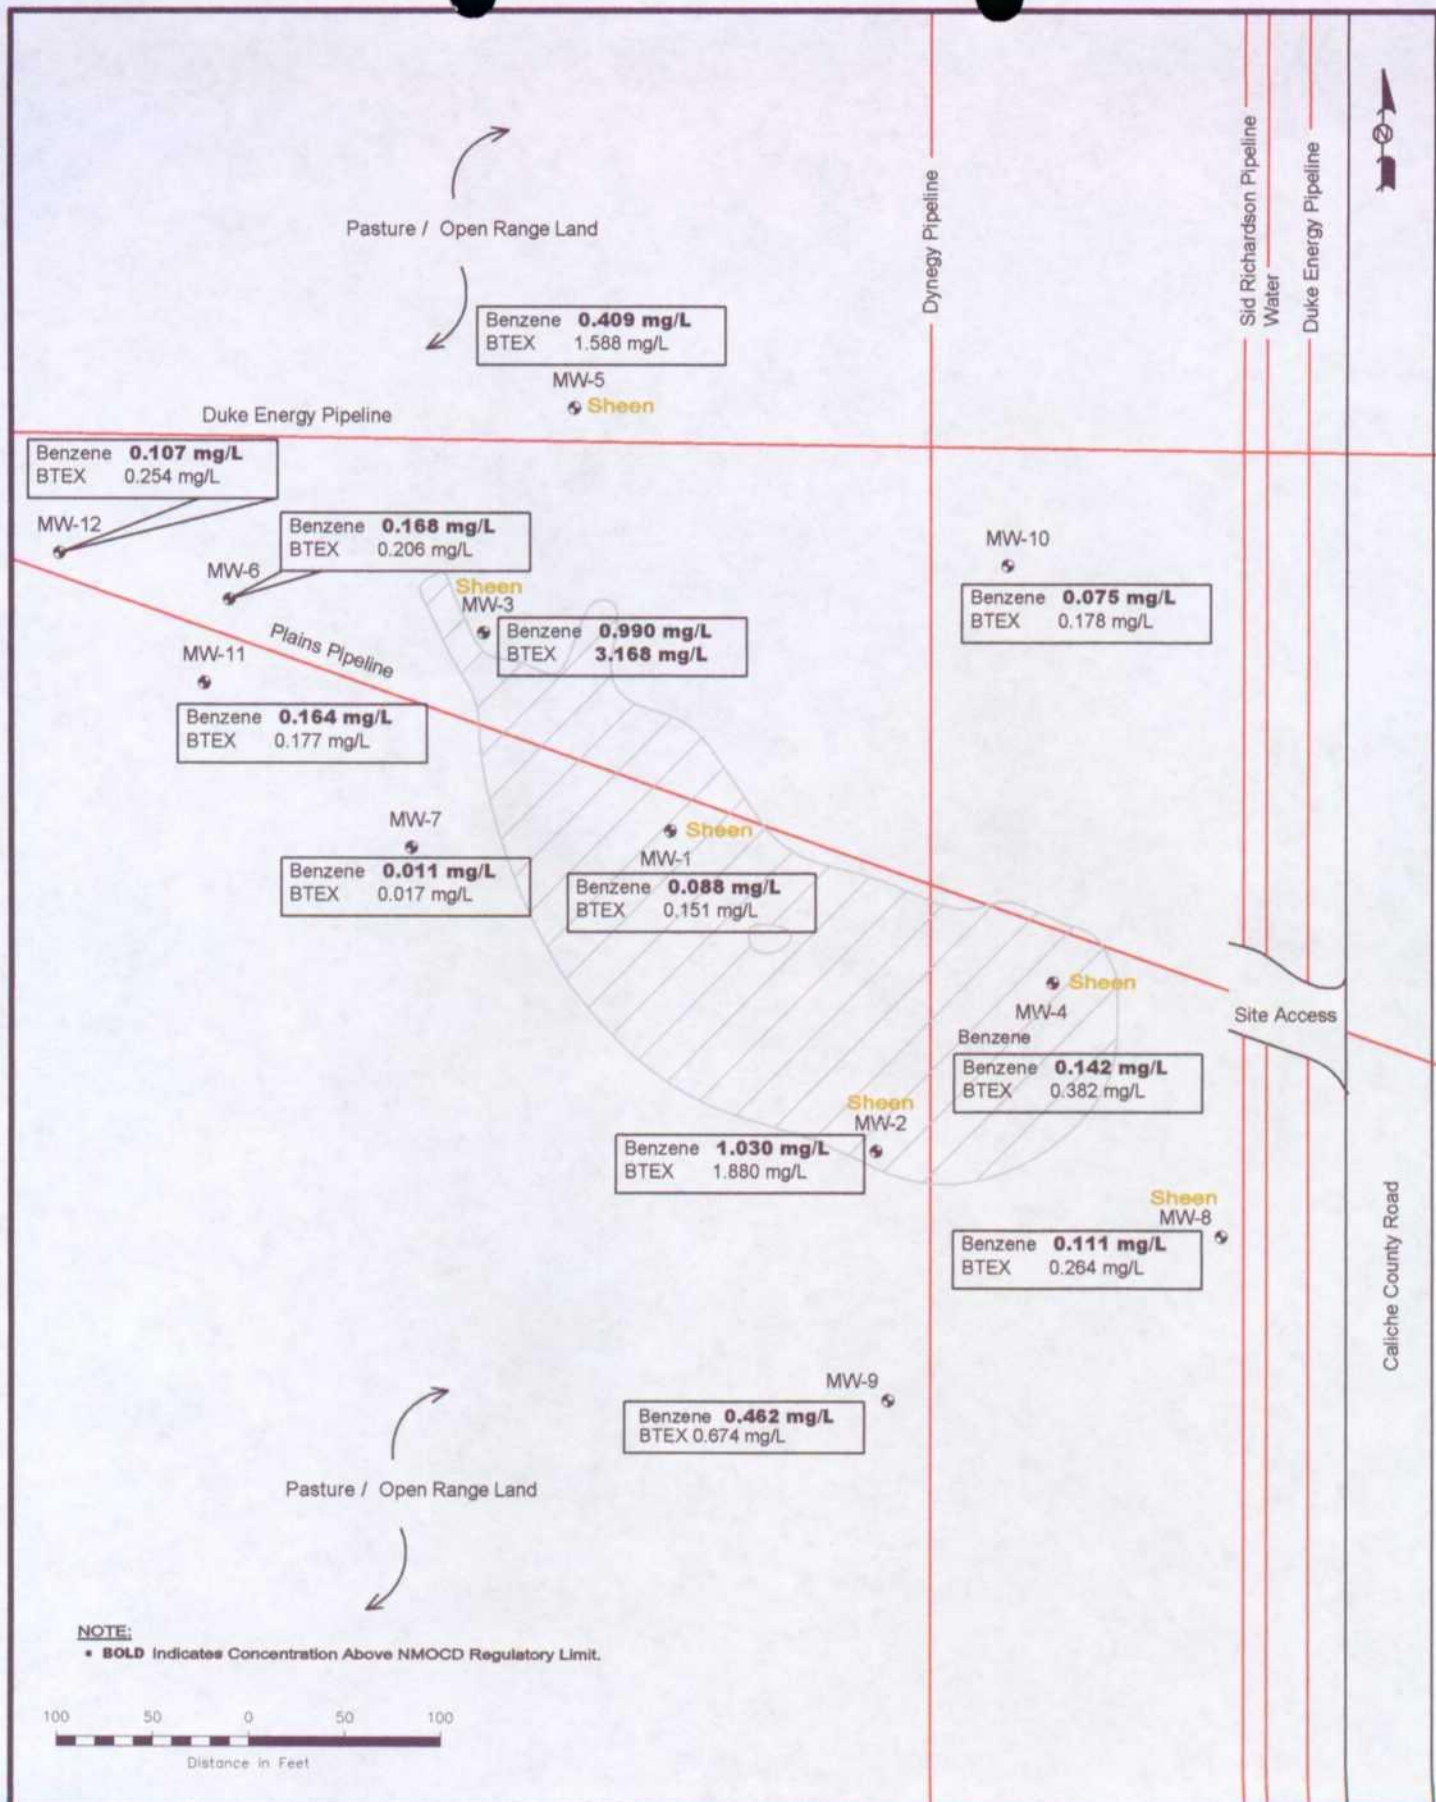 Pasture / Open Range Land
Dynegy Pipeline
Sid Richardson Pipeline
Water
Duke Energy Pipeline
Benzene 0.409 mg/L
BTEX 1.588 mg/L
MW-5
Sheen
Duke Energy Pipeline
Benzene 0.107 mg/L
BTEX 0.254 mg/L
MW-12
Benzene 0.168 mg/L
BTEX 0.206 mg/L
MW-6
Sheen
MW-3
Benzene 0.990 mg/L
BTEX 3.168 mg/L
MW-10
Benzene 0.075 mg/L
BTEX 0.178 mg/L
Plains Pipeline
MW-11
Benzene 0.164 mg/L
BTEX 0.177 mg/L
MW-7
Benzene 0.011 mg/L
BTEX 0.017 mg/L
Sheen
MW-1
Benzene 0.088 mg/L
BTEX 0.151 mg/L
Sheen
MW-4
Benzene
Benzene 0.142 mg/L
BTEX 0.382 mg/L
Site Access
Sheen
MW-2
Benzene 1.030 mg/L
BTEX 1.880 mg/L
Sheen
MW-8
Benzene 0.111 mg/L
BTEX 0.264 mg/L
Caliche County Road
MW-9
Benzene 0.462 mg/L
BTEX 0.674 mg/L
Pasture / Open Range Land
NOTE:
• BOLD Indicates Concentration Above NMOCD Regulatory Limit.
100 50 0 50 100
Distance in Feet